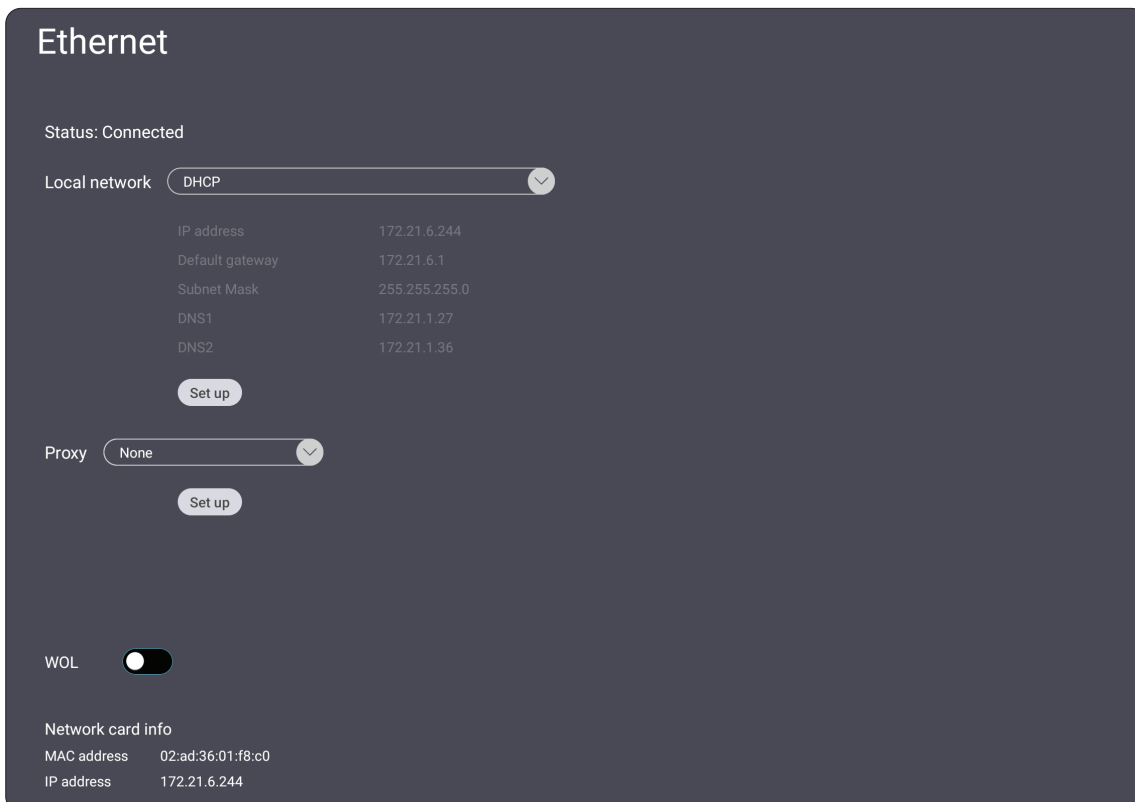 Ethernet
Status: Connected
Local network DHCP
IP address 172.21.6.244
Default gateway 172.21.6.1
Subnet Mask 255.255.255.0
DNS1 172.21.1.27
DNS2 172.21.1.36
Set up
Proxy None
Set up
WOL
Network card info
MAC address 02:ad:36:01:f8:c0
IP address 172.21.6.244